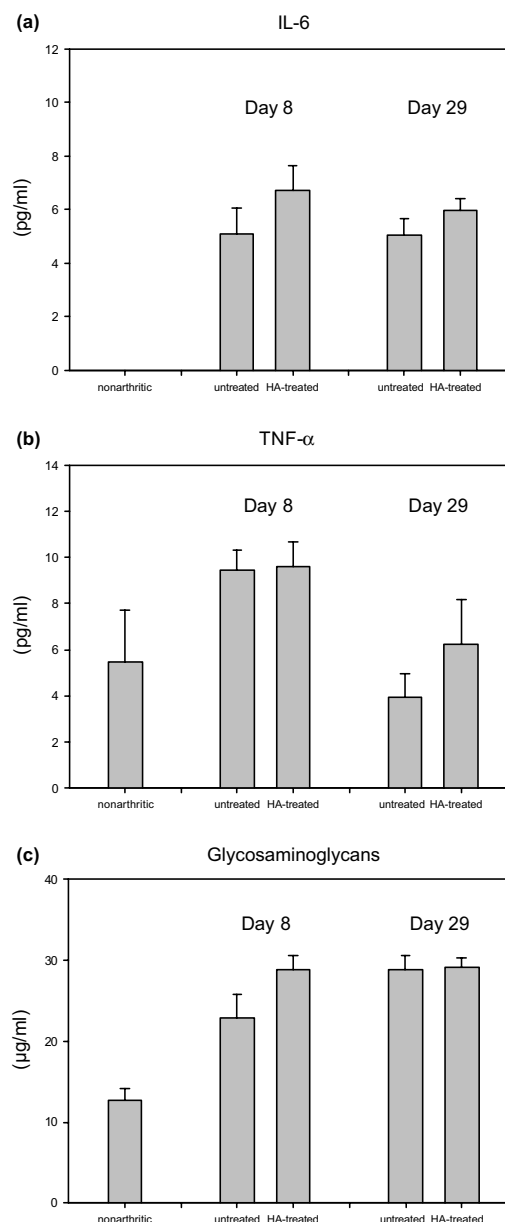 (a)
IL-6
12
10
8
6
4
2
0
(pg/ml)
Day 8
Day 29
nonarthritic
untreated HA-treated
untreated HA-treated
(b)
TNF-α
14
12
10
8
6
4
2
0
(pg/ml)
Day 8
Day 29
nonarthritic
untreated HA-treated
untreated HA-treated
(c)
Glycosaminoglycans
40
30
20
10
0
(µg/ml)
Day 8
Day 29
nonarthritic
untreated HA-treated
untreated HA-treated